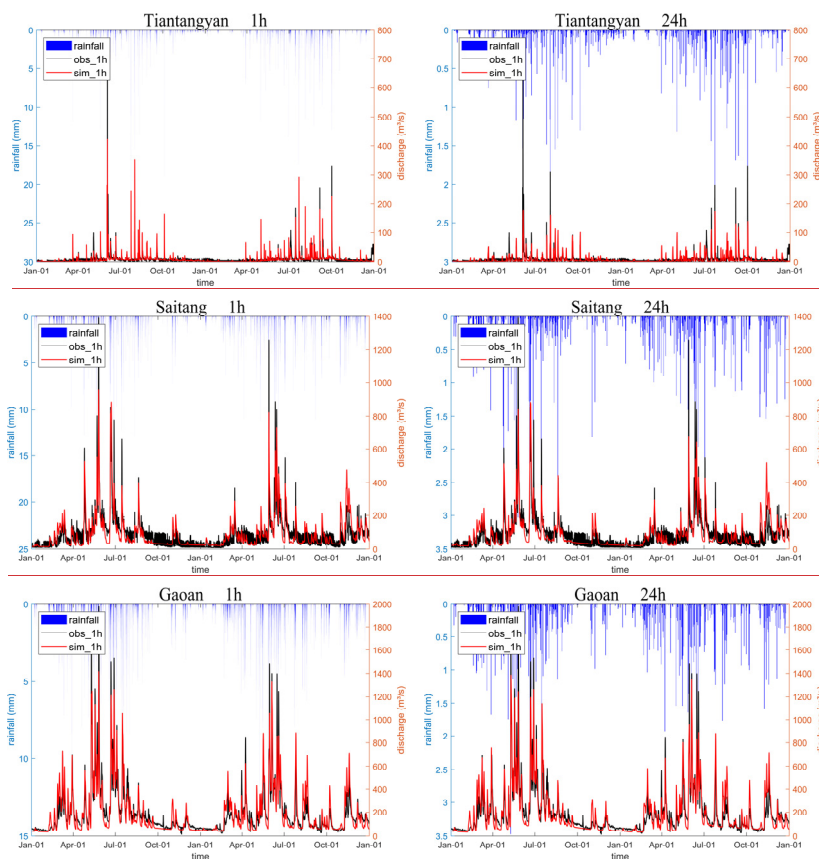 Tiantangyan 1h
rainfall
obs_1h
sim_1h
rainfall (mm)
0
5
10
15
20
25
30
800
700
600
500
400
300
200
100
0
discharge [m³/s)
Jan-01 Apr-01 Jul-01 Oct-01 Jan-01 Apr-01 Jul-01 Oct-01 Jan-01
time
Tiantangyan 24h
rainfall
obs_1h
sim_1h
rainfall (mm)
0
0.5
1
1.5
2
2.5
3
800
700
600
500
400
300
200
100
0
discharge [m³/s)
Jan-01 Apr-01 Jul-01 Oct-01 Jan-01 Apr-01 Jul-01 Oct-01 Jan-01
time
Saitang 1h
rainfall
obs_1h
sim_1h
rainfall (mm)
0
5
10
15
20
25
1400
1200
1000
800
600
400
200
0
discharge [m³/s)
Jan-01 Apr-01 Jul-01 Oct-01 Jan-01 Apr-01 Jul-01 Oct-01 Jan-01
time
Saitang 24h
rainfall
obs_1h
sim_1h
rainfall (mm)
0
0.5
1
1.5
2
2.5
3
3.5
1400
1200
1000
800
600
400
200
0
Jan-01 Apr-01 Jul-01 Oct-01 Jan-01 Apr-01 Jul-01 Oct-01 Jan-01
time
Gaoan 1h
rainfall
obs_1h
sim_1h
rainfall (mm)
0
5
10
15
2000
1800
1600
1400
1200
1000
800
600
400
200
0
discharge [m³/s)
Jan-01 Apr-01 Jul-01 Oct-01 Jan-01 Apr-01 Jul-01 Oct-01 Jan-01
time
Gaoan 24h
rainfall
obs_1h
sim_1h
rainfall (mm)
0
0.5
1
1.5
2
2.5
3
3.5
2000
1800
1600
1400
1200
1000
800
600
400
200
0
Jan-01 Apr-01 Jul-01 Oct-01 Jan-01 Apr-01 Jul-01 Oct-01 Jan-01
time